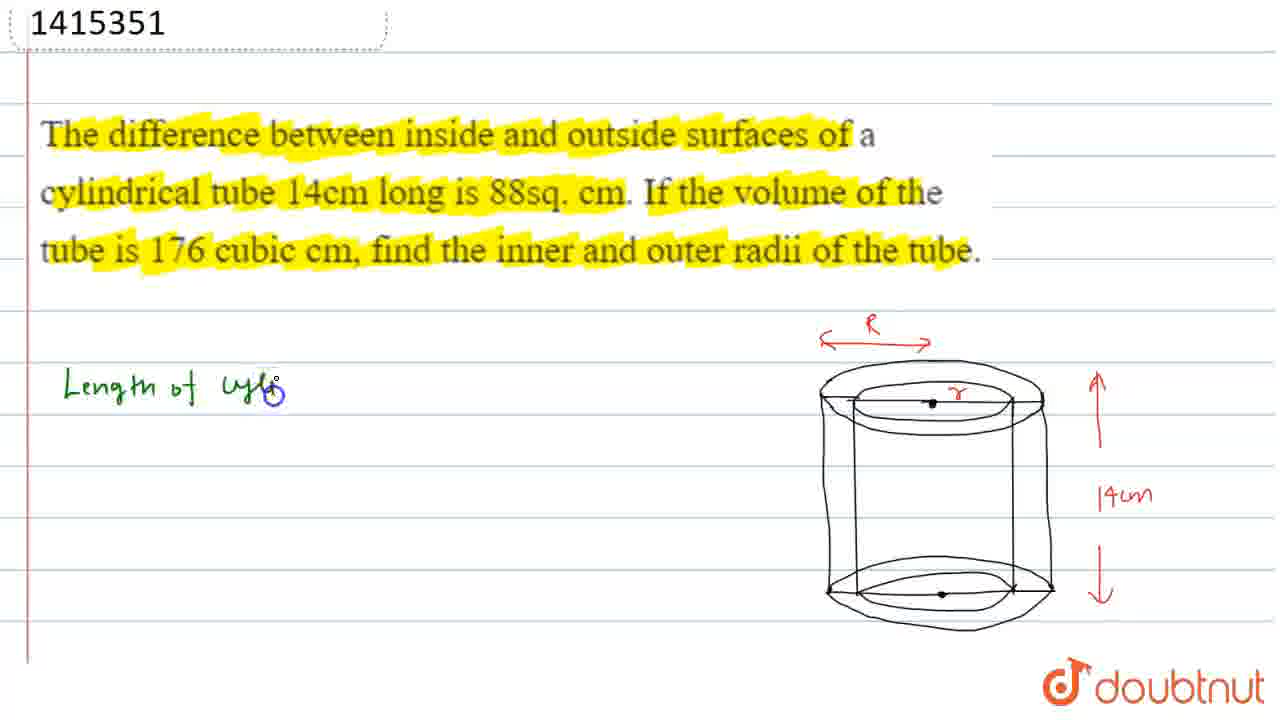 1415351
The difference between inside and outside surfaces of a
cylindrical tube 14cm long is 88sq. cm. If the volume of the
tube is 176 cubic cm, find the inner and outer radii of the tube.
R
Length of cyli
r
14cm
doubtnut